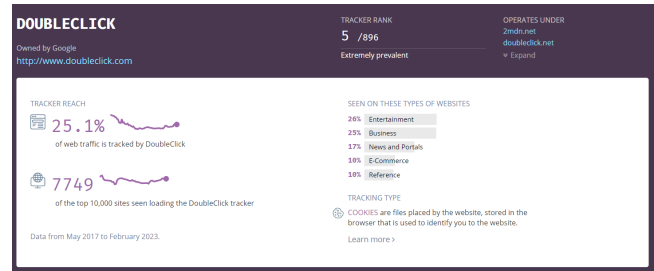 DOUBLECLICK
Owned by Google
http://www.doubleclick.com
TRACKER RANK
5 /896
Extremely prevalent
OPERATES UNDER
2mdn.net
doubleclick.net
Expand
TRACKER REACH
25.1%
of web traffic is tracked by DoubleClick
7749
of the top 10,000 sites seen loading the DoubleClick tracker
Data from May 2017 to February 2023.
SEEN ON THESE TYPES OF WEBSITES
26% Entertainment
25% Business
17% News and Portals
10% E-Commerce
10% Reference
TRACKING TYPE
COOKIES are files placed by the website, stored in the
browser that is used to identify you to the website.
Learn more ›